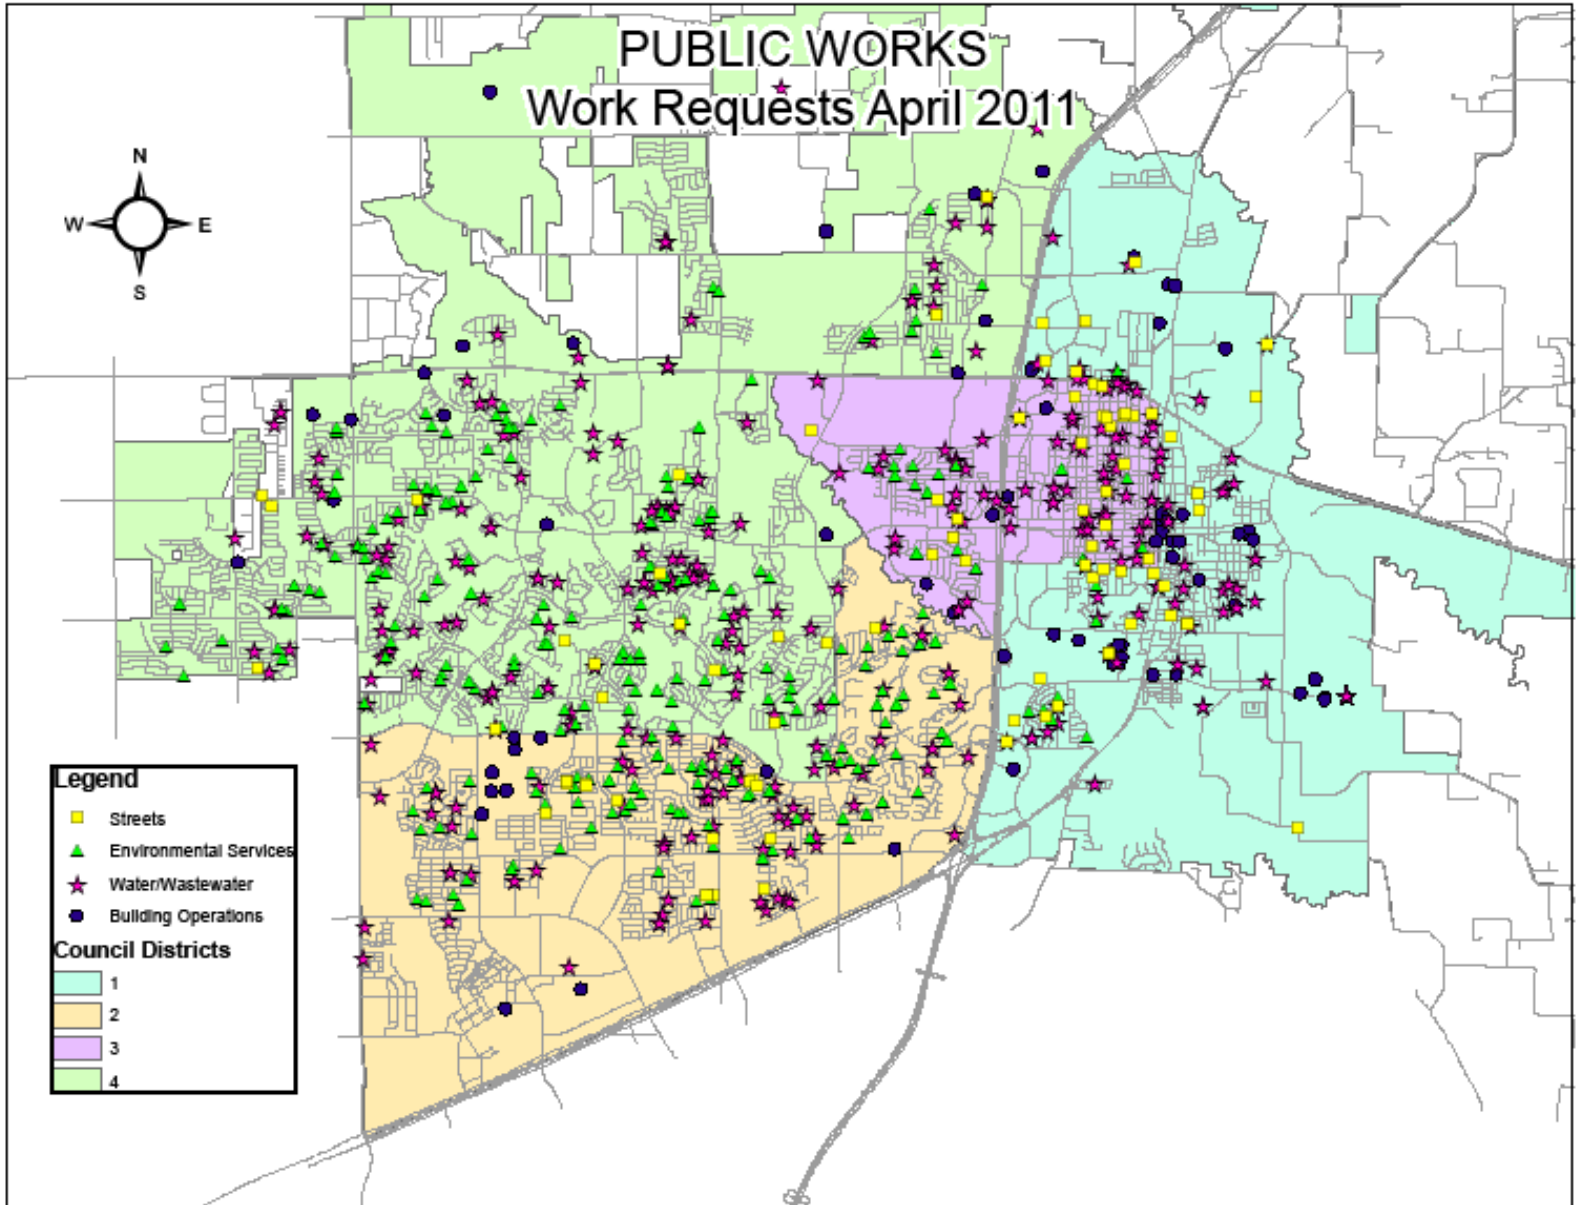 PUBLIC WORKS
Work Requests April 2011
N
W E
S
Legend
Streets
Environmental Services
Water/Wastewater
Building Operations
Council Districts
1
2
3
4